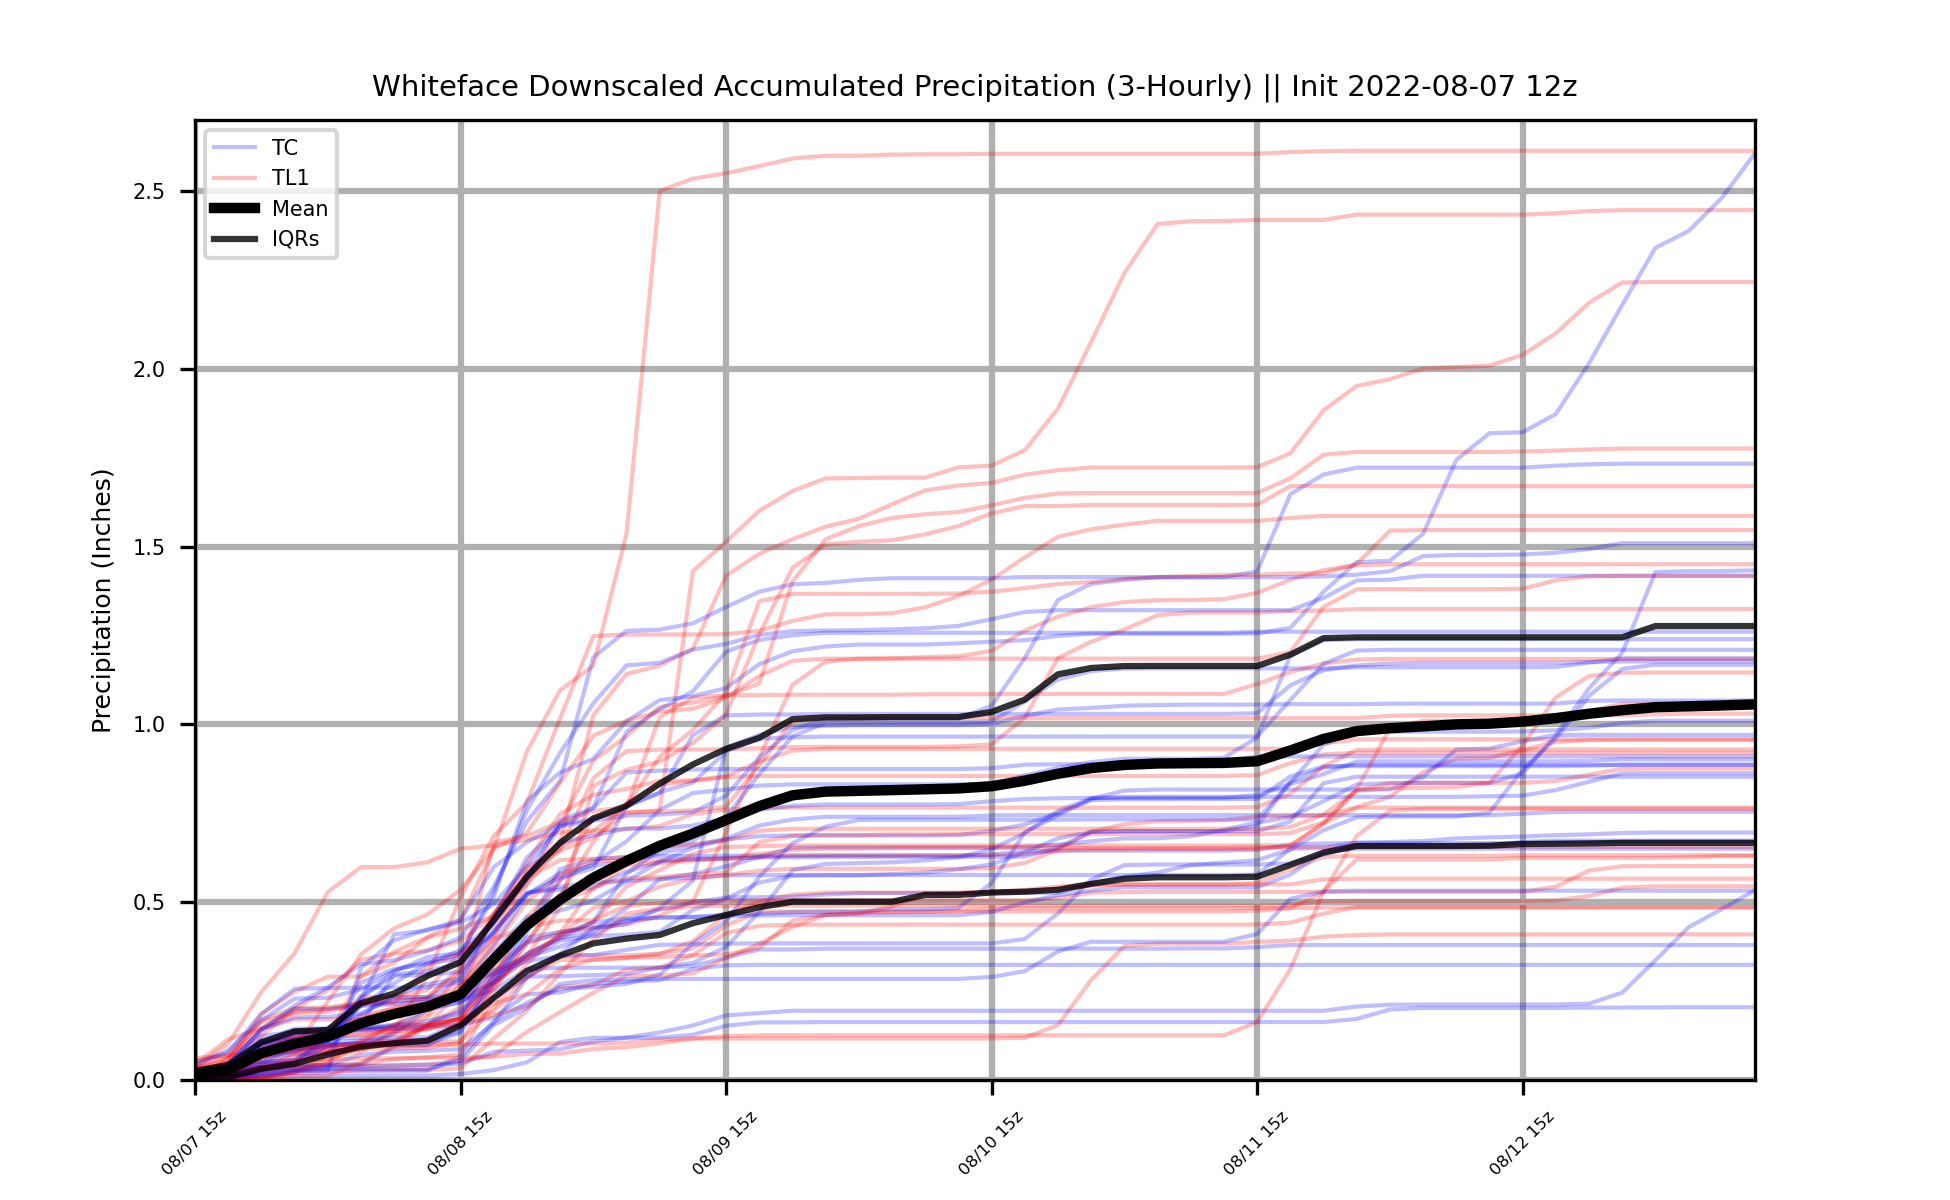 Whiteface Downscaled Accumulated Precipitation (3-Hourly) || Init 2022-08-07 12z
TC
TL1
Mean
IQRs
Precipitation (Inches)
2.5
2.0
1.5
1.0
0.5
0.0
08/07 15z
08/08 15z
08/09 15z
08/10 15z
08/11 15z
08/12 15z